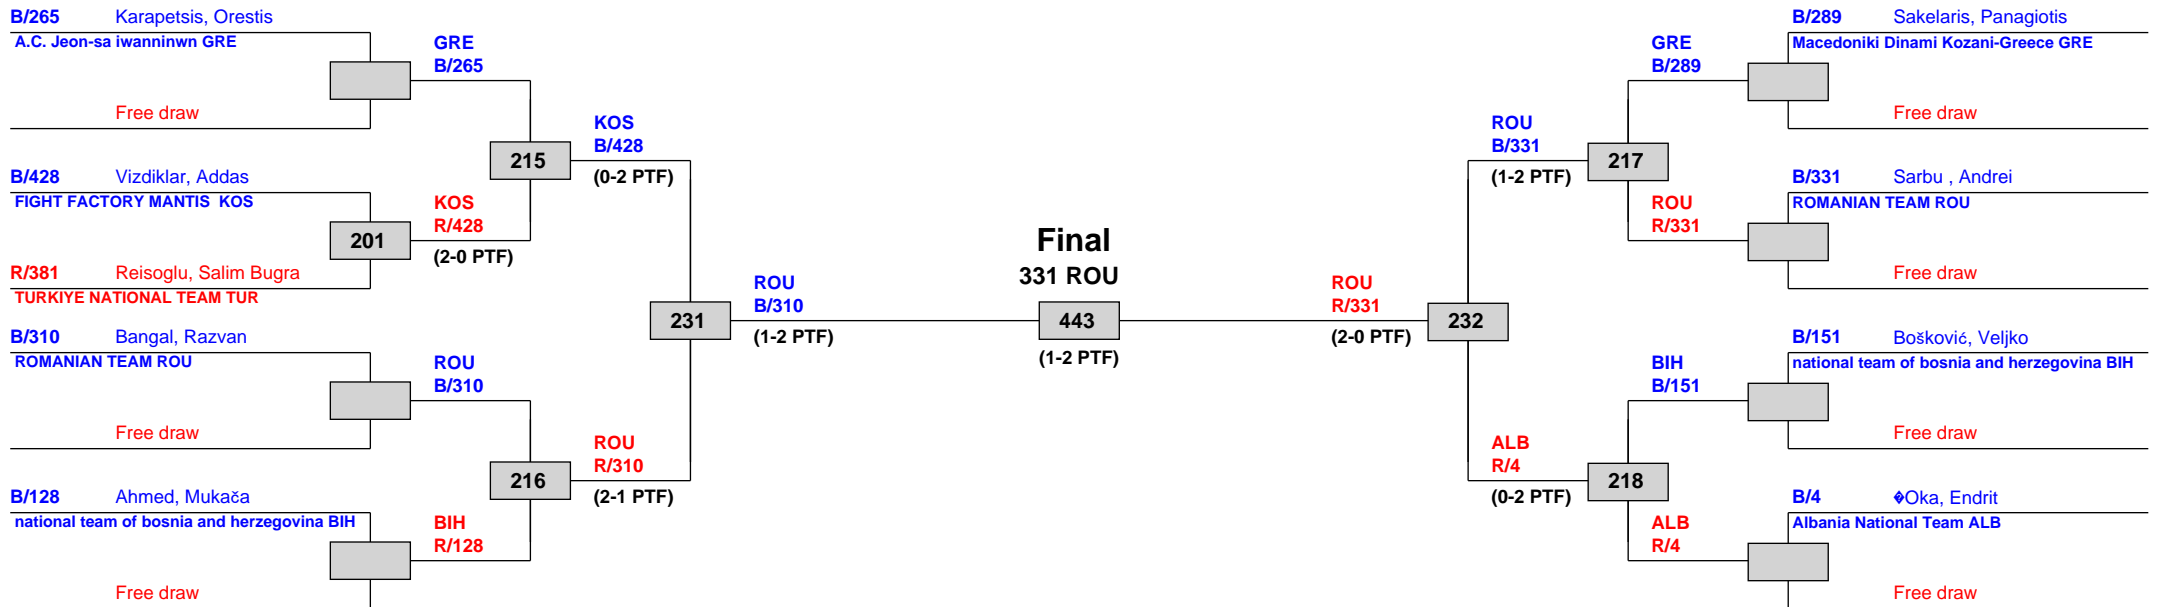 B/265 Karapetsis, Orestis
A.C. Jeon-sa iwanninwn GRE
Free draw
B/428 Vizdiklar, Addas
FIGHT FACTORY MANTIS KOS
R/381 Reisoglu, Salim Bugra
TURKIYE NATIONAL TEAM TUR
B/310 Bangal, Razvan
ROMANIAN TEAM ROU
Free draw
B/128 Ahmed, Mukača
national team of bosnia and herzegovina BIH
Free draw
GRE
B/265
201
KOS
R/428
(2-0 PTF)
ROU
B/310
BIH
R/128
215
KOS
B/428
(0-2 PTF)
216
ROU
R/310
(2-1 PTF)
231
ROU
B/310
(1-2 PTF)
Final
331 ROU
443
(1-2 PTF)
ROU
R/331
(2-0 PTF)
232
ROU
B/331
(1-2 PTF)
217
ALB
R/4
(0-2 PTF)
218
GRE
B/289
ROU
R/331
BIH
B/151
ALB
R/4
B/289 Sakelaris, Panagiotis
Macedoniki Dinami Kozani-Greece GRE
Free draw
B/331 Sarbu , Andrei
ROMANIAN TEAM ROU
Free draw
B/151 Bošković, Veljko
national team of bosnia and herzegovina BIH
Free draw
B/4 �Oka, Endrit
Albania National Team ALB
Free draw